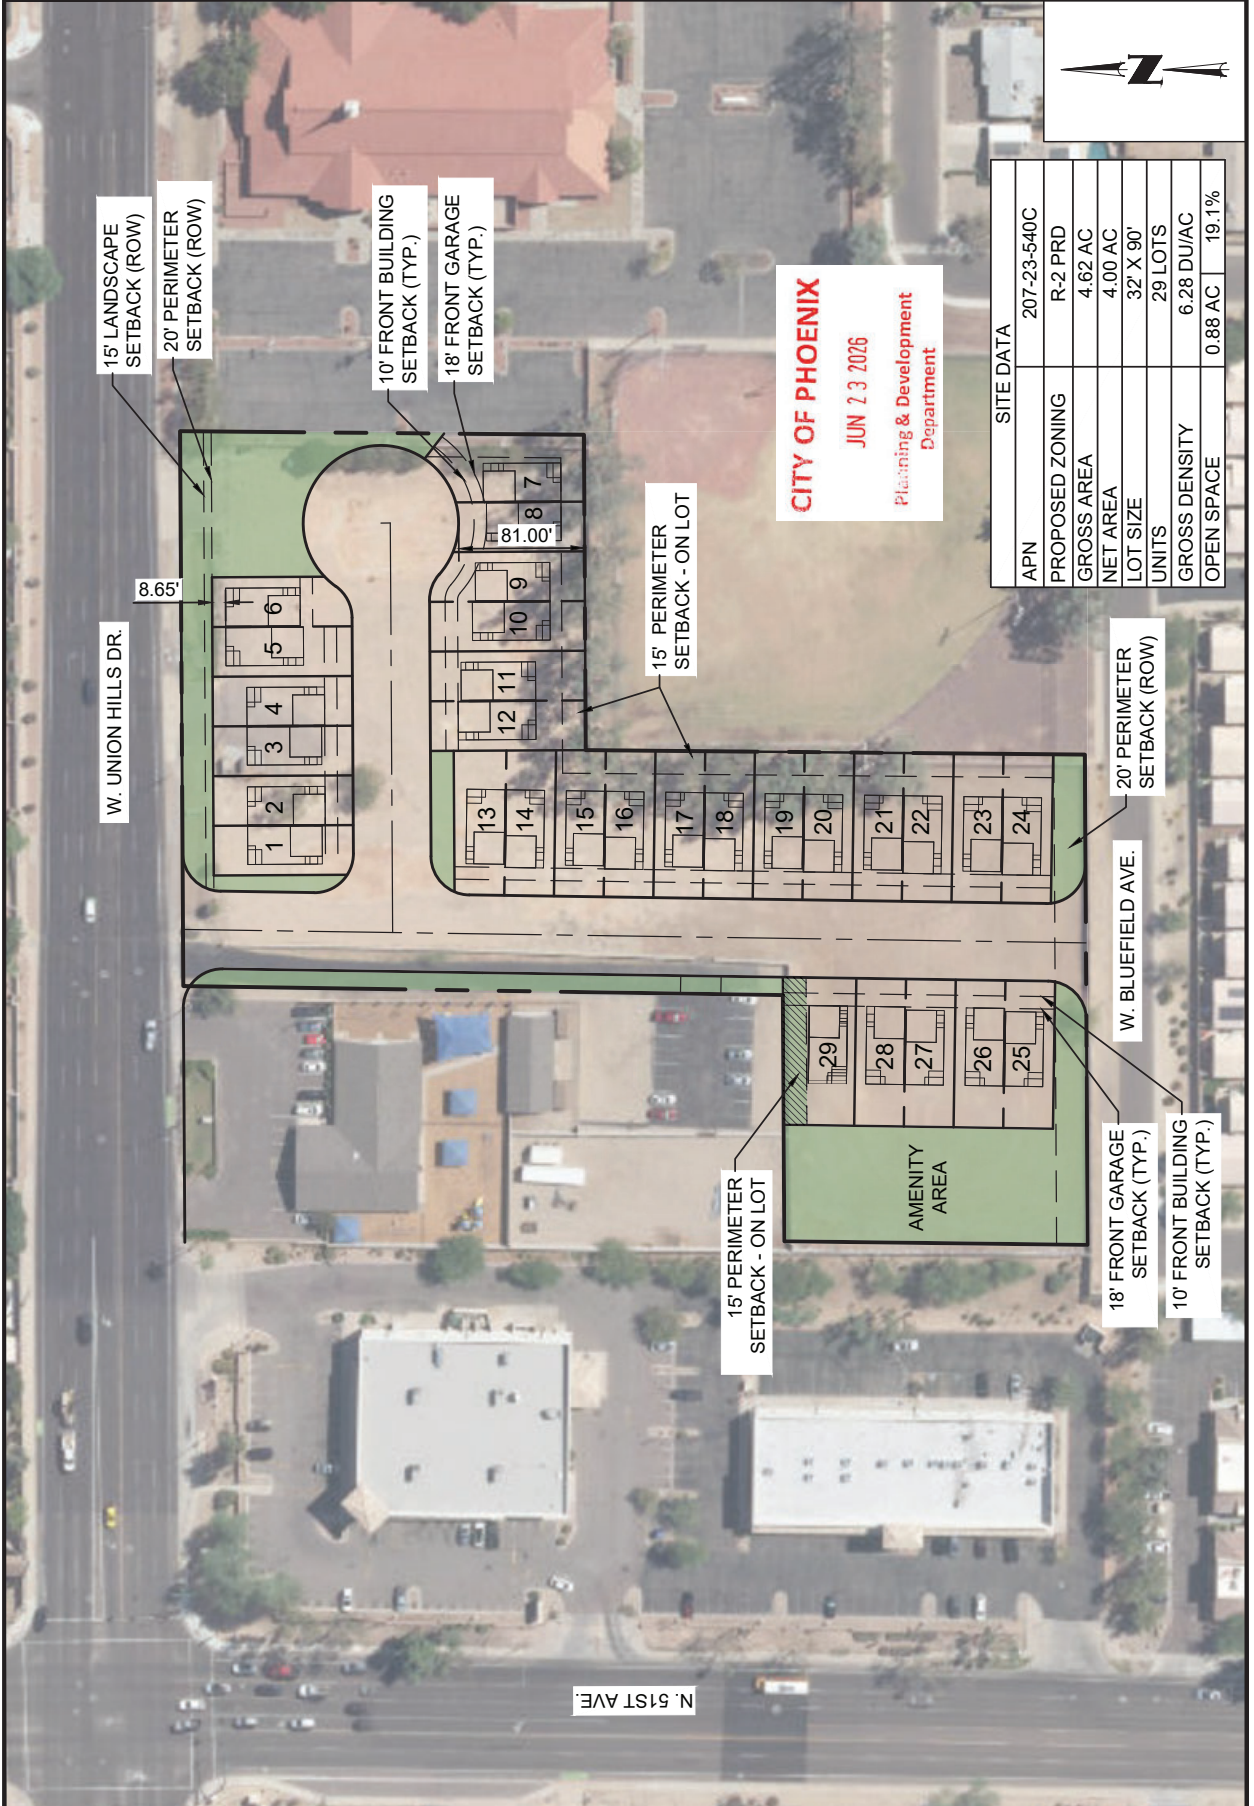 W. UNION HILLS DR.
15' LANDSCAPE
SETBACK (ROW)
20' PERIMETER
SETBACK (ROW)
8.65'
10' FRONT BUILDING
SETBACK (TYP.)
18' FRONT GARAGE
SETBACK (TYP.)
1
2
3
4
5
6
7
8
81.00'
9
10
11
12
15' PERIMETER
SETBACK - ON LOT
13
14
15
16
17
18
19
20
21
22
23
24
20' PERIMETER
SETBACK (ROW)
29
28
27
26
25
AMENITY
AREA
15' PERIMETER
SETBACK - ON LOT
18' FRONT GARAGE
SETBACK (TYP.)
10' FRONT BUILDING
SETBACK (TYP.)
W. BLUEFIELD AVE.
N. 51ST AVE.
CITY OF PHOENIX
JUN 23 2026
Planning & Development
Department
N
SITE DATA
APN 207-23-540C
PROPOSED ZONING R-2 PRD
GROSS AREA 4.62 AC
NET AREA 4.00 AC
LOT SIZE 32' X 90'
UNITS 29 LOTS
GROSS DENSITY 6.28 DU/AC
OPEN SPACE 0.88 AC 19.1%